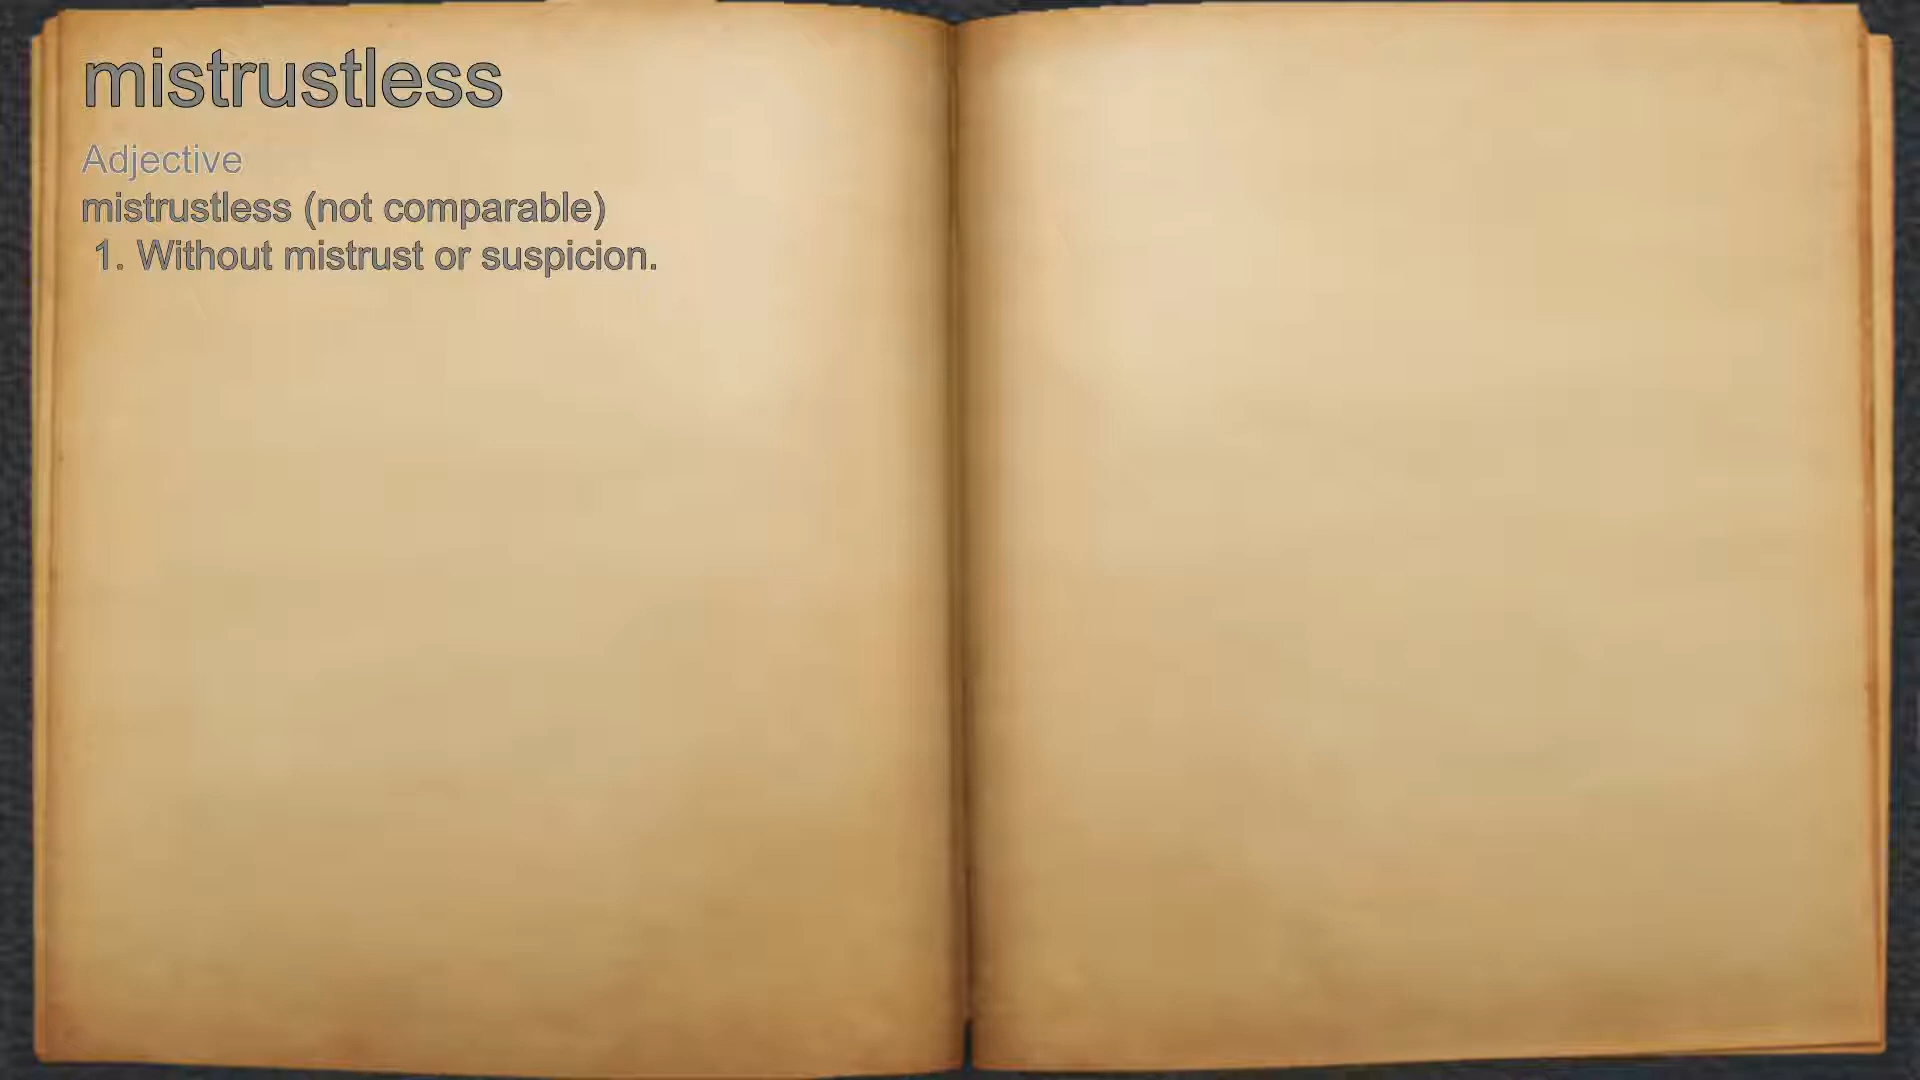 mistrustless
Adjective
mistrustless (not comparable)
1. Without mistrust or suspicion.